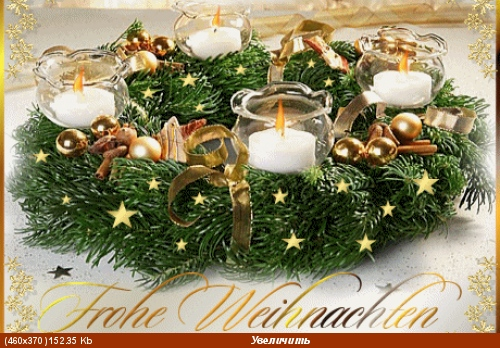 Frohe Weihnachten
(460x370) 152.35 Kb
Увеличить